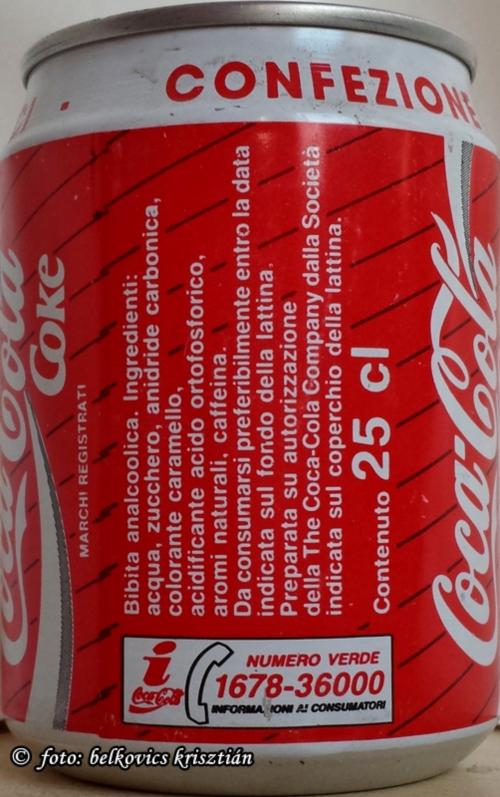 CONFEZIONE
Coca-Cola
Coke
MARCHI REGISTRATI
Bibita analcoolica. Ingredienti:
acqua, zucchero, anidride carbonica,
colorante caramello,
acidificante acido ortofosforico,
aromi naturali, caffeina.
Da consumarsi preferibilmente entro la data
indicata sul fondo della lattina.
Preparata su autorizzazione
della The Coca-Cola Company dalla Società
indicata sul coperchio della lattina.
Contenuto 25 cl
Coca-Cola
i
Coca-Cola
NUMERO VERDE
1678-36000
INFORMAZIONI AI CONSUMATORI
© foto: belkovics krisztián